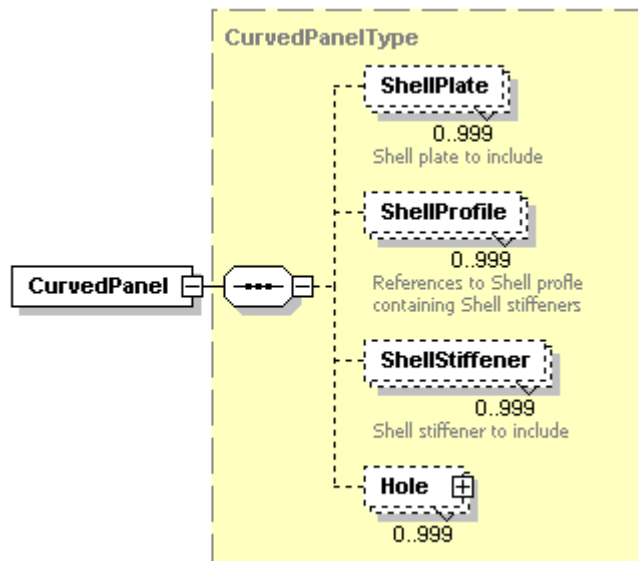 CurvedPanelType
ShellPlate
0..999
Shell plate to include
ShellProfile
0..999
References to Shell profle
containing Shell stiffeners
CurvedPanel
ShellStiffener
0..999
Shell stiffener to include
Hole
0..999